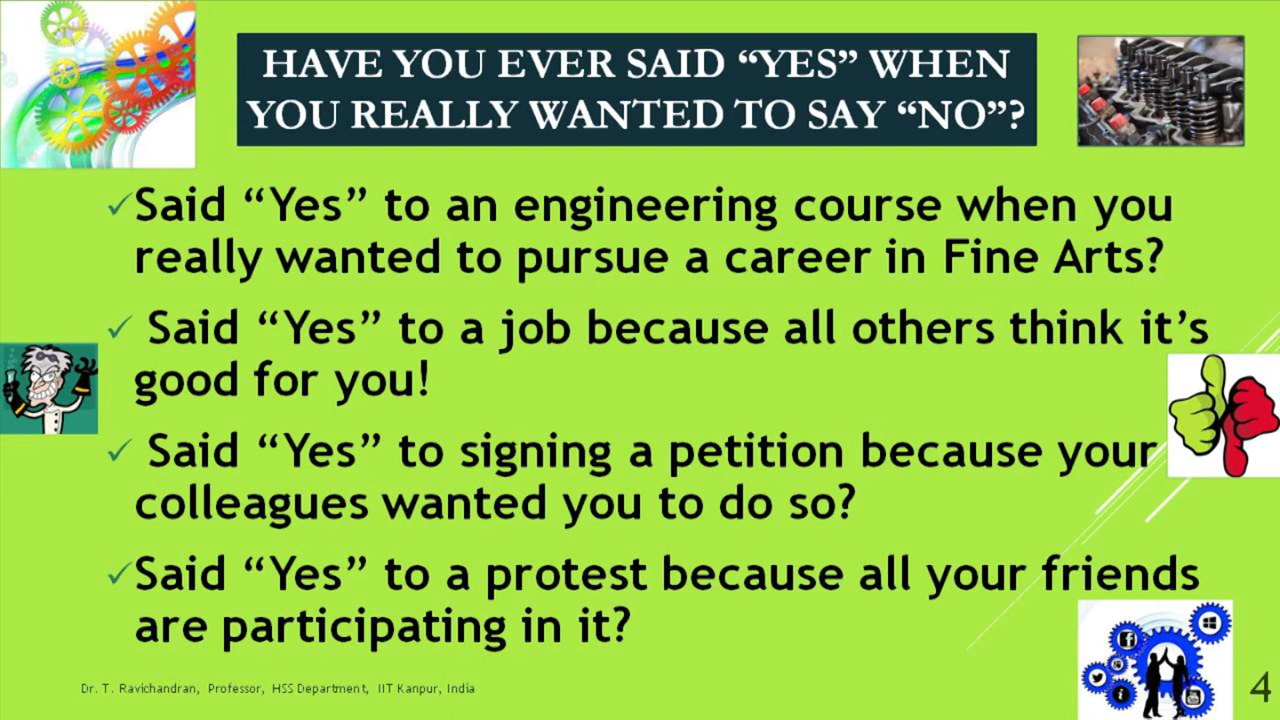 HAVE YOU EVER SAID “YES” WHEN
YOU REALLY WANTED TO SAY “NO”?
✓Said “Yes” to an engineering course when you
really wanted to pursue a career in Fine Arts?
✓ Said “Yes” to a job because all others think it’s
good for you!
✓ Said “Yes” to signing a petition because your
colleagues wanted you to do so?
✓Said “Yes” to a protest because all your friends
are participating in it?
Dr. T. Ravichandran, Professor, HSS Department, IIT Kanpur, India
4